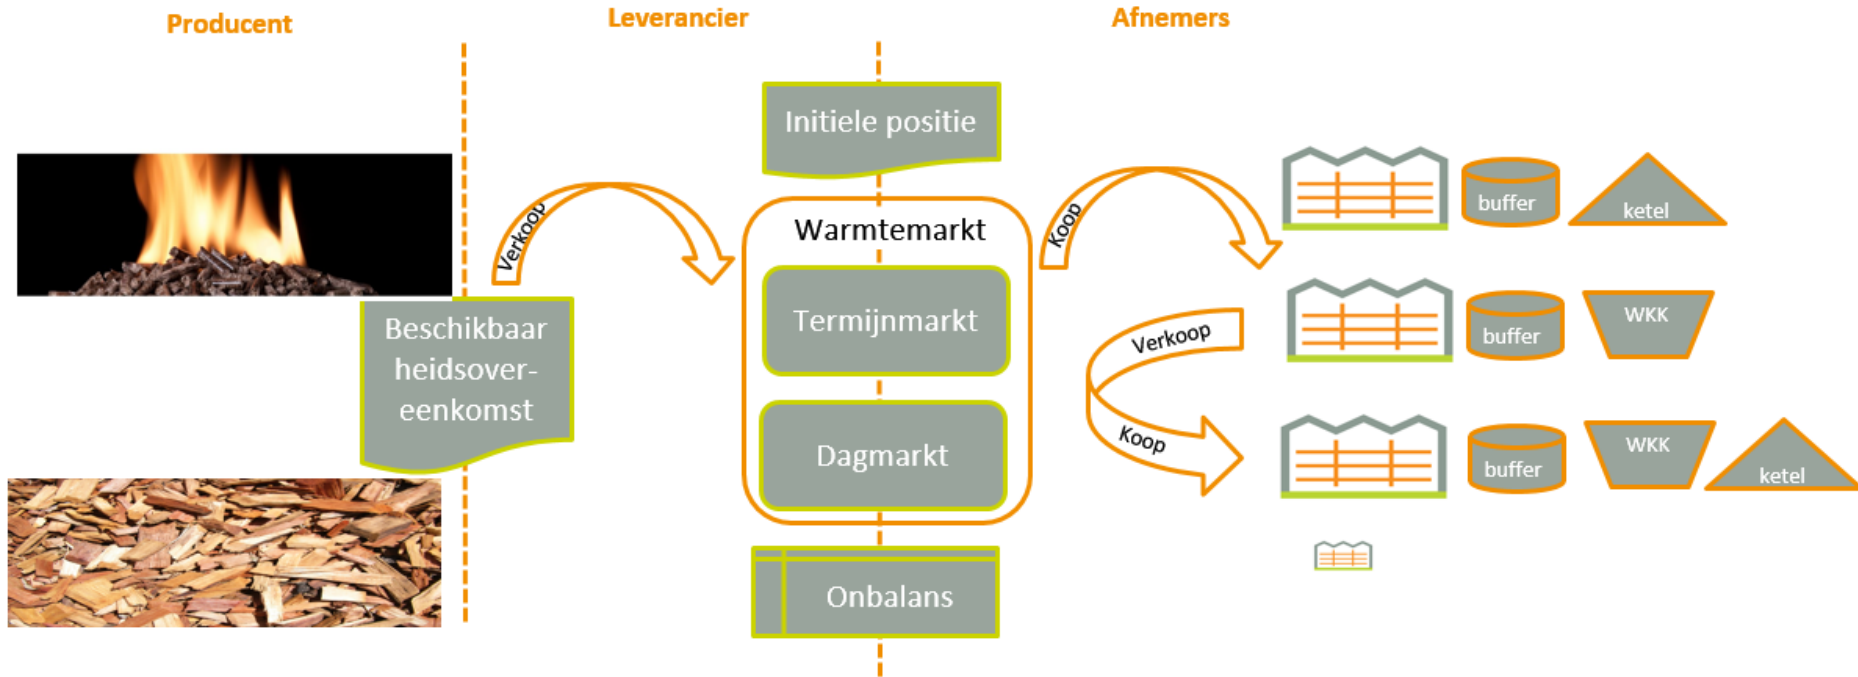 Producent
Leverancier
Afnemers
Initiele positie
Verkoop
Warmtemarkt
Koop
buffer
ketel
Beschikbaar
heidsover-
eenkomst
Termijnmarkt
Verkoop
buffer
WKK
Dagmarkt
Koop
buffer
WKK
ketel
Onbalans